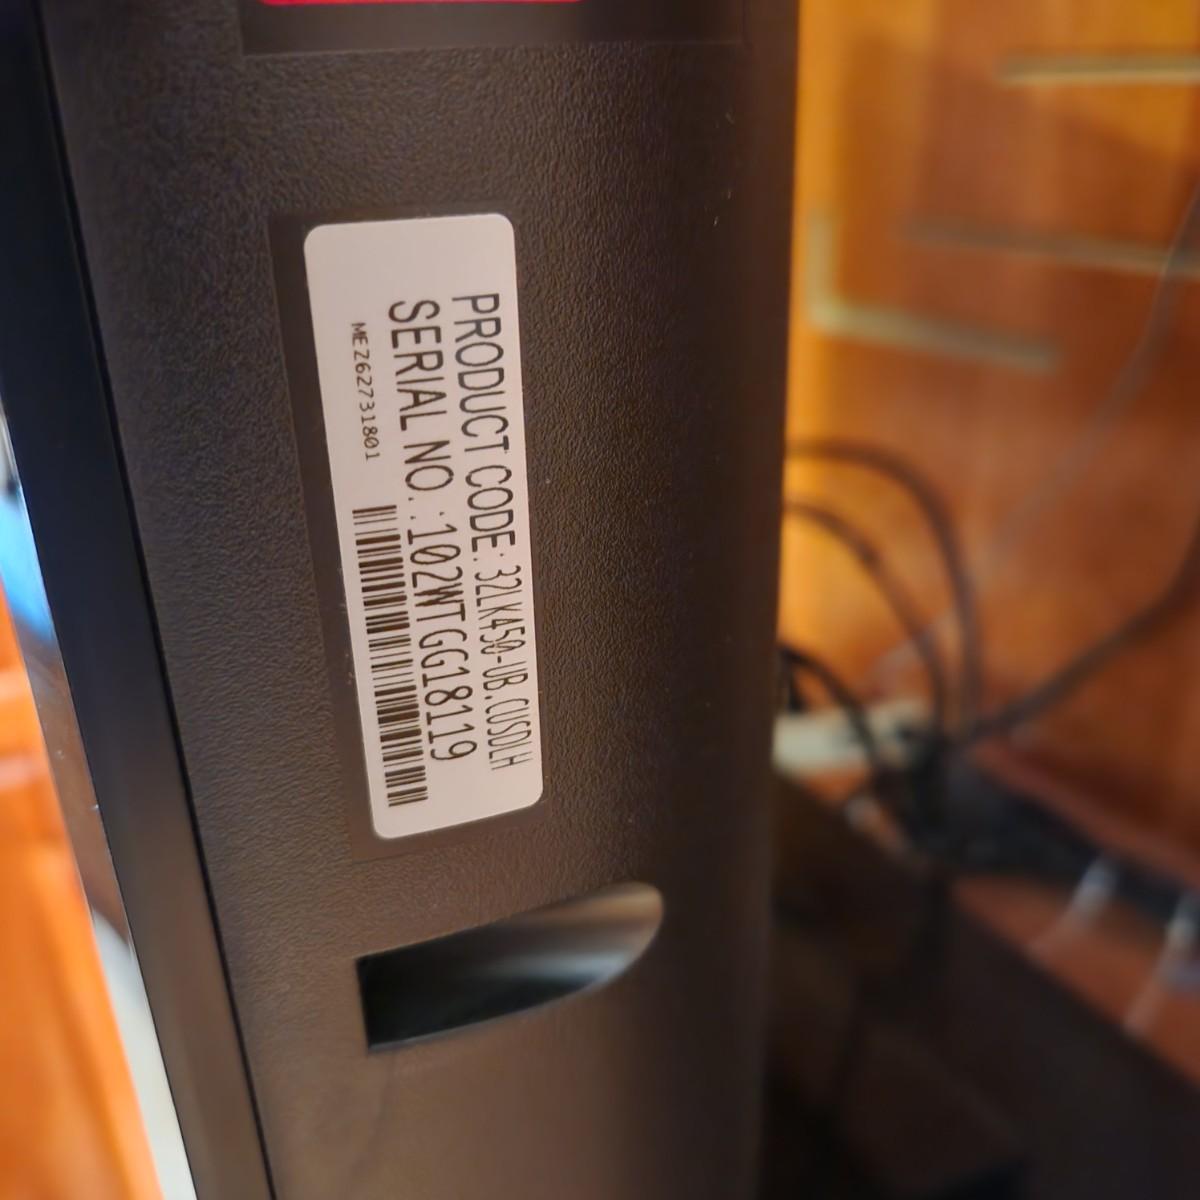 PRODUCT CODE: 32LK450-UB.CUSDLH
SERIAL NO. :102WTGG18119
MEZ62731801